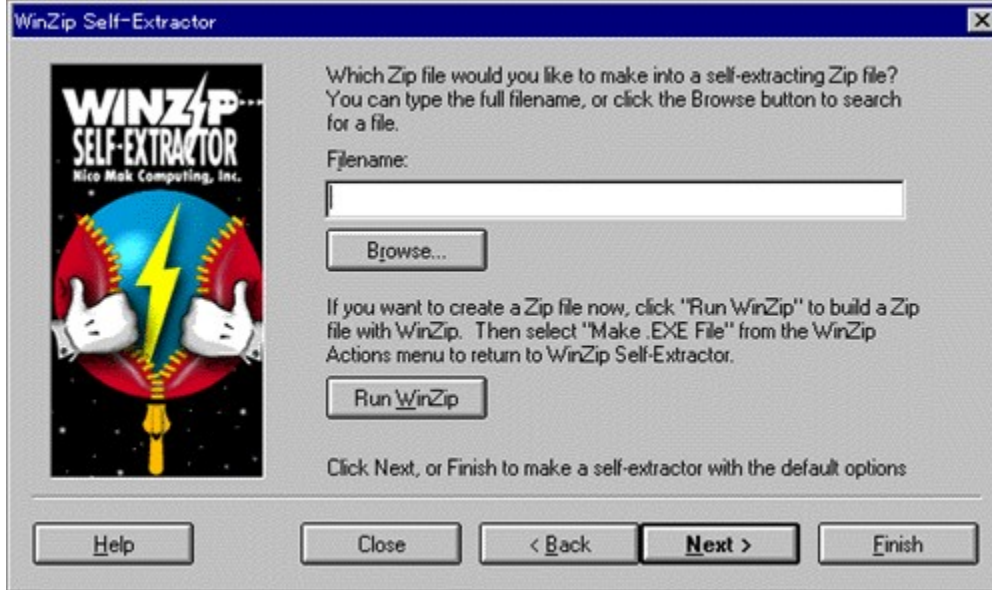 WinZip Self-Extractor
WINZIP
SELF-EXTRACTOR
Nico Mak Computing, Inc.
Which Zip file would you like to make into a self-extracting Zip file?
You can type the full filename, or click the Browse button to search
for a file.
Filename:
Browse...
If you want to create a Zip file now, click "Run WinZip" to build a Zip
file with WinZip. Then select "Make .EXE File" from the WinZip
Actions menu to return to WinZip Self-Extractor.
Run WinZip
Click Next, or Finish to make a self-extractor with the default options
Help
Close
< Back
Next >
Finish